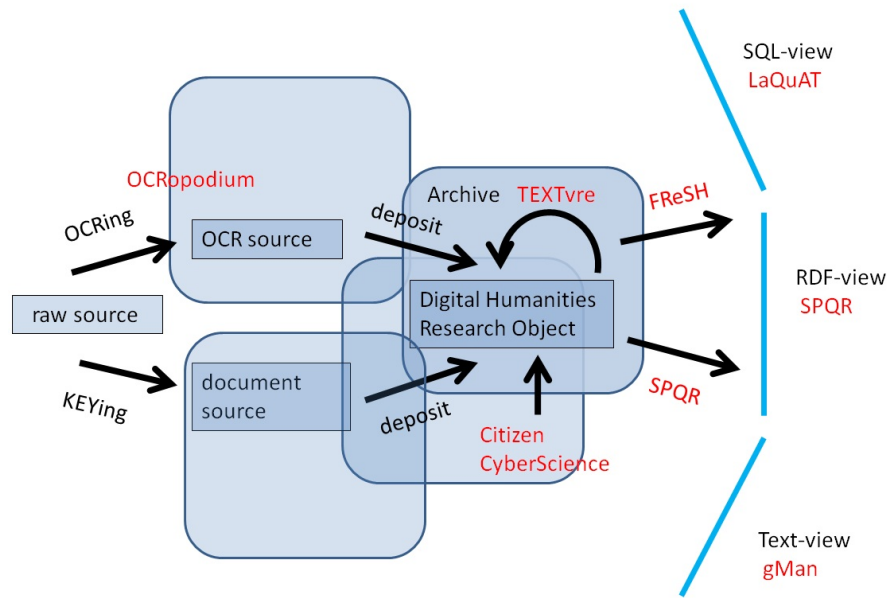 SQL-view
LaQuAT
OCRopodium
Archive TEXTvre
FReSH
OCRing
deposit
OCR source
RDF-view
SPQR
Digital Humanities
Research Object
raw source
document
source
KEYing
deposit
SPQR
Citizen
CyberScience
Text-view
gMan